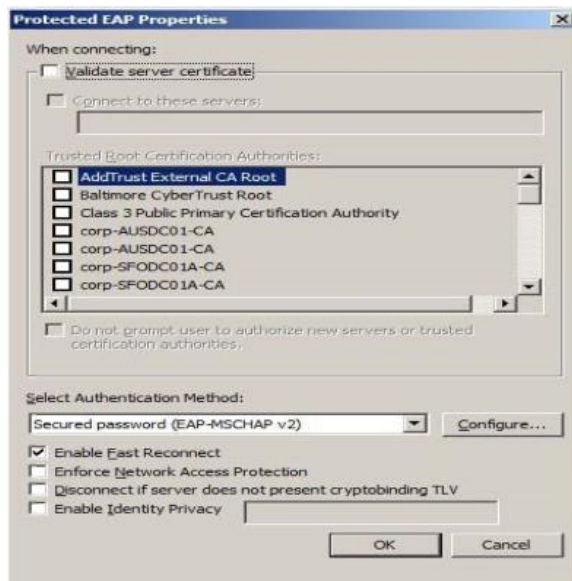 Protected EAP Properties
When connecting:
Validate server certificate
Connect to these servers:
Trusted Root Certification Authorities:
AddTrust External CA Root
Baltimore CyberTrust Root
Class 3 Public Primary Certification Authority
corp-AUSDC01-CA
corp-AUSDC01-CA
corp-SFODC01A-CA
corp-SFODC01A-CA
Do not prompt user to authorize new servers or trusted
certification authorities.
Select Authentication Method:
Secured password (EAP-MSCHAP v2)
Configure...
Enable Fast Reconnect
Enforce Network Access Protection
Disconnect if server does not present cryptobinding TLV
Enable Identity Privacy
OK
Cancel